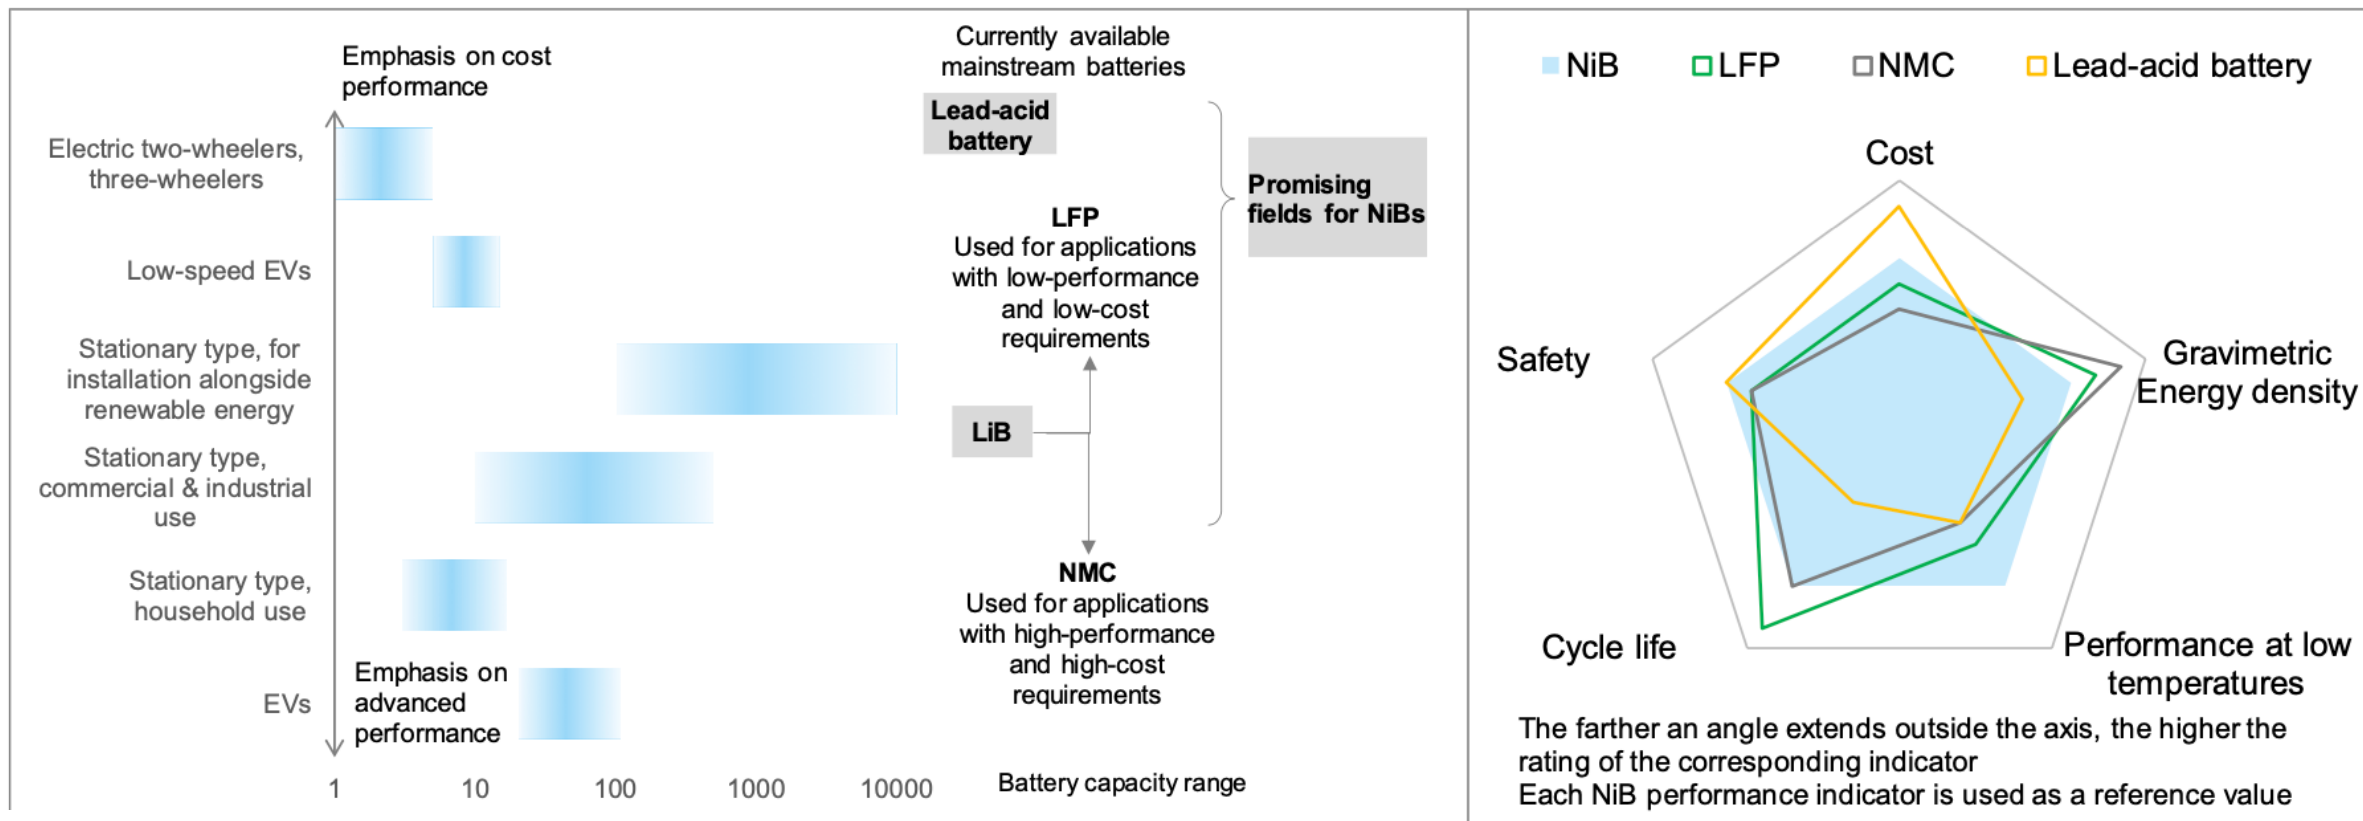 Emphasis on cost
performance
Electric two-wheelers,
three-wheelers
Low-speed EVs
Stationary type, for
installation alongside
renewable energy
Stationary type,
commercial & industrial
use
Stationary type,
household use
EVs
Emphasis on
advanced
performance
1
10
100
1000
10000
Battery capacity range
Currently available
mainstream batteries
Lead-acid
battery
LFP
Used for applications
with low-performance
and low-cost
requirements
LiB
NMC
Used for applications
with high-performance
and high-cost
requirements
Promising
fields for NiBs
NiB
LFP
NMC
Lead-acid battery
Cost
Safety
Gravimetric
Energy density
Cycle life
Performance at low
temperatures
The farther an angle extends outside the axis, the higher the
rating of the corresponding indicator
Each NiB performance indicator is used as a reference value